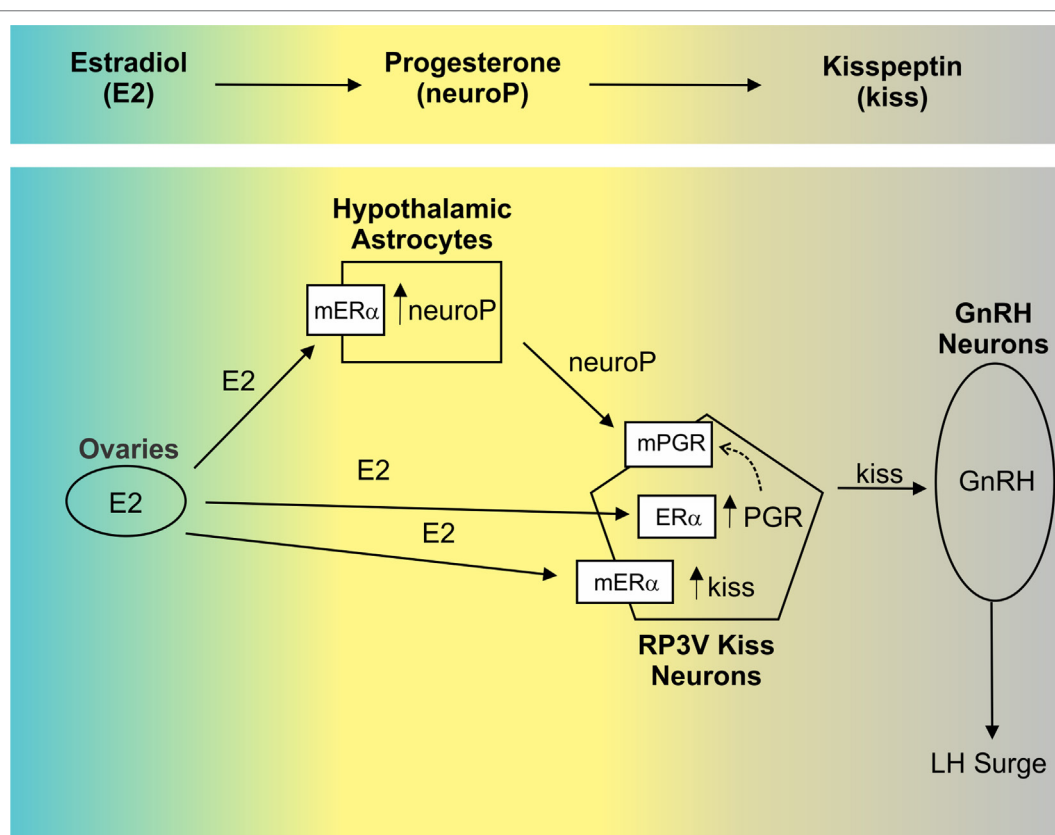 Estradiol
(E2)
Progesterone
(neuroP)
Kisspeptin
(kiss)
Hypothalamic
Astrocytes
mERα
neuroP
E2
neuroP
GnRH
Neurons
Ovaries
E2
E2
mPGR
kiss
GnRH
ERα
PGR
E2
mERα
kiss
RP3V Kiss
Neurons
LH Surge